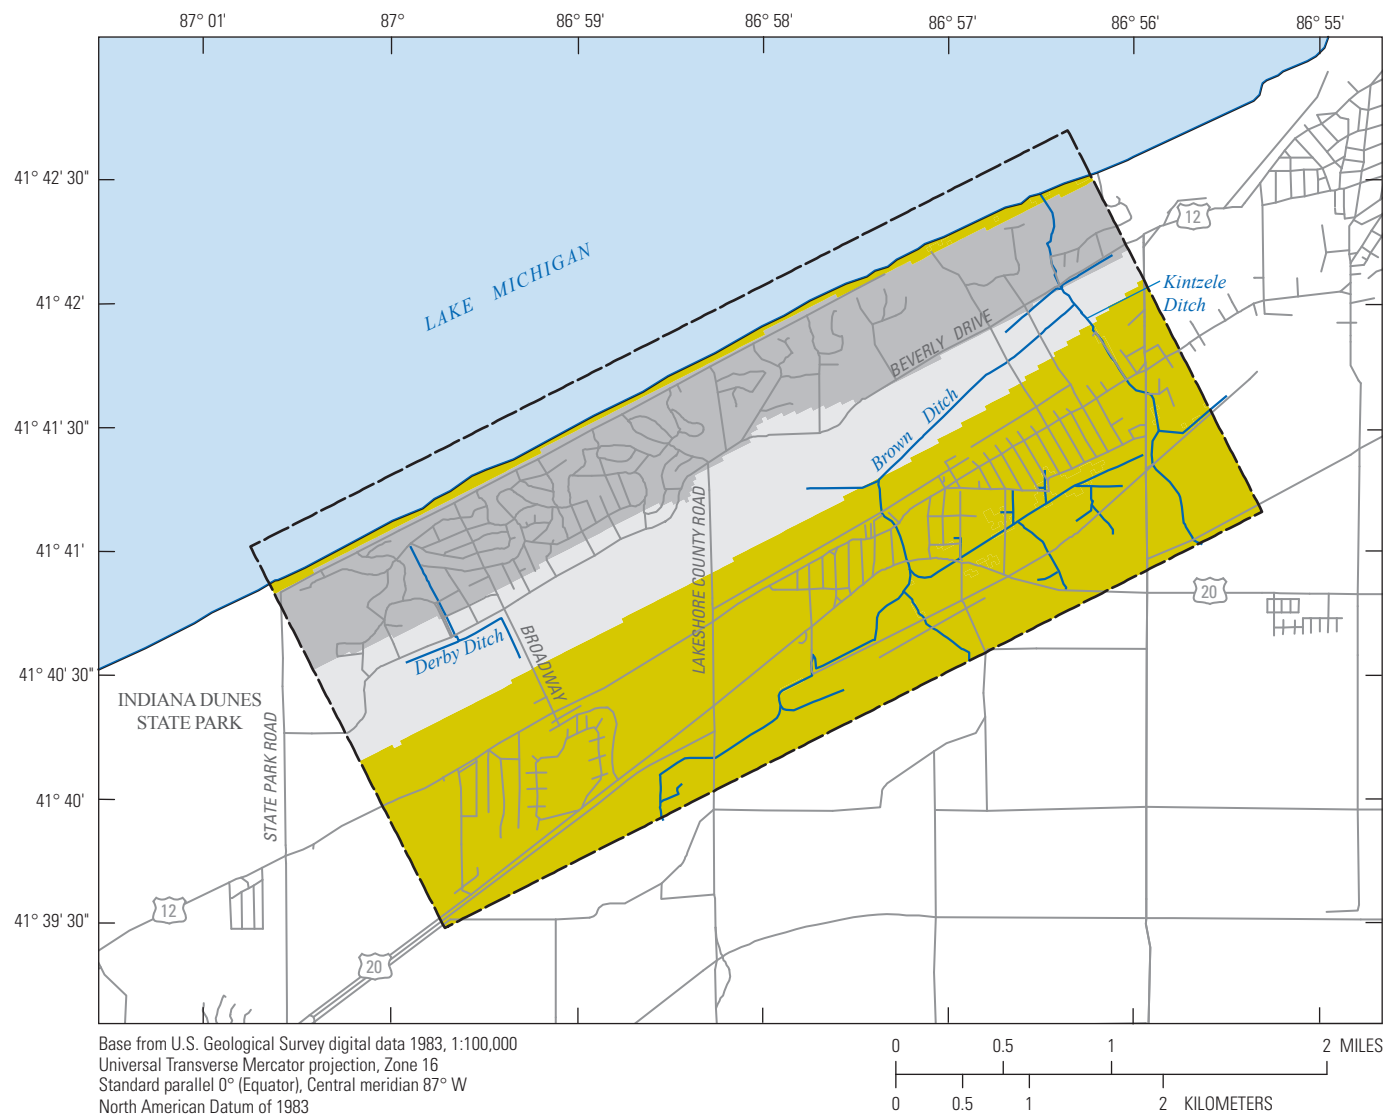 87° 01'
87°
86° 59'
86° 58'
86° 57'
86° 56'
86° 55'
41° 42' 30"
12
LAKE MICHIGAN
41° 42'
Kintzele
Ditch
BEVERLY DRIVE
41° 41' 30"
Brown Ditch
LAKESHORE COUNTY ROAD
41° 41'
20
Derby Ditch
BROADWAY
41° 40' 30"
INDIANA DUNES
STATE PARK
STATE PARK ROAD
41° 40'
12
41° 39' 30"
20
Base from U.S. Geological Survey digital data 1983, 1:100,000
Universal Transverse Mercator projection, Zone 16
Standard parallel 0° (Equator), Central meridian 87° W
North American Datum of 1983
0 0.5 1 2 MILES
0 0.5 1 2 KILOMETERS